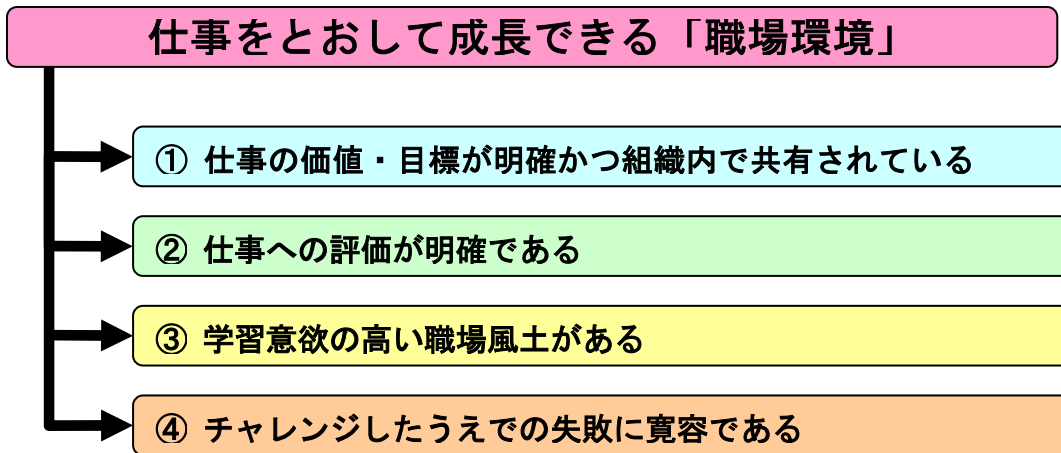 仕事をとおして成長できる「職場環境」
① 仕事の価値・目標が明確かつ組織内で共有されている
② 仕事への評価が明確である
③ 学習意欲の高い職場風土がある
④ チャレンジしたうえでの失敗に寛容である